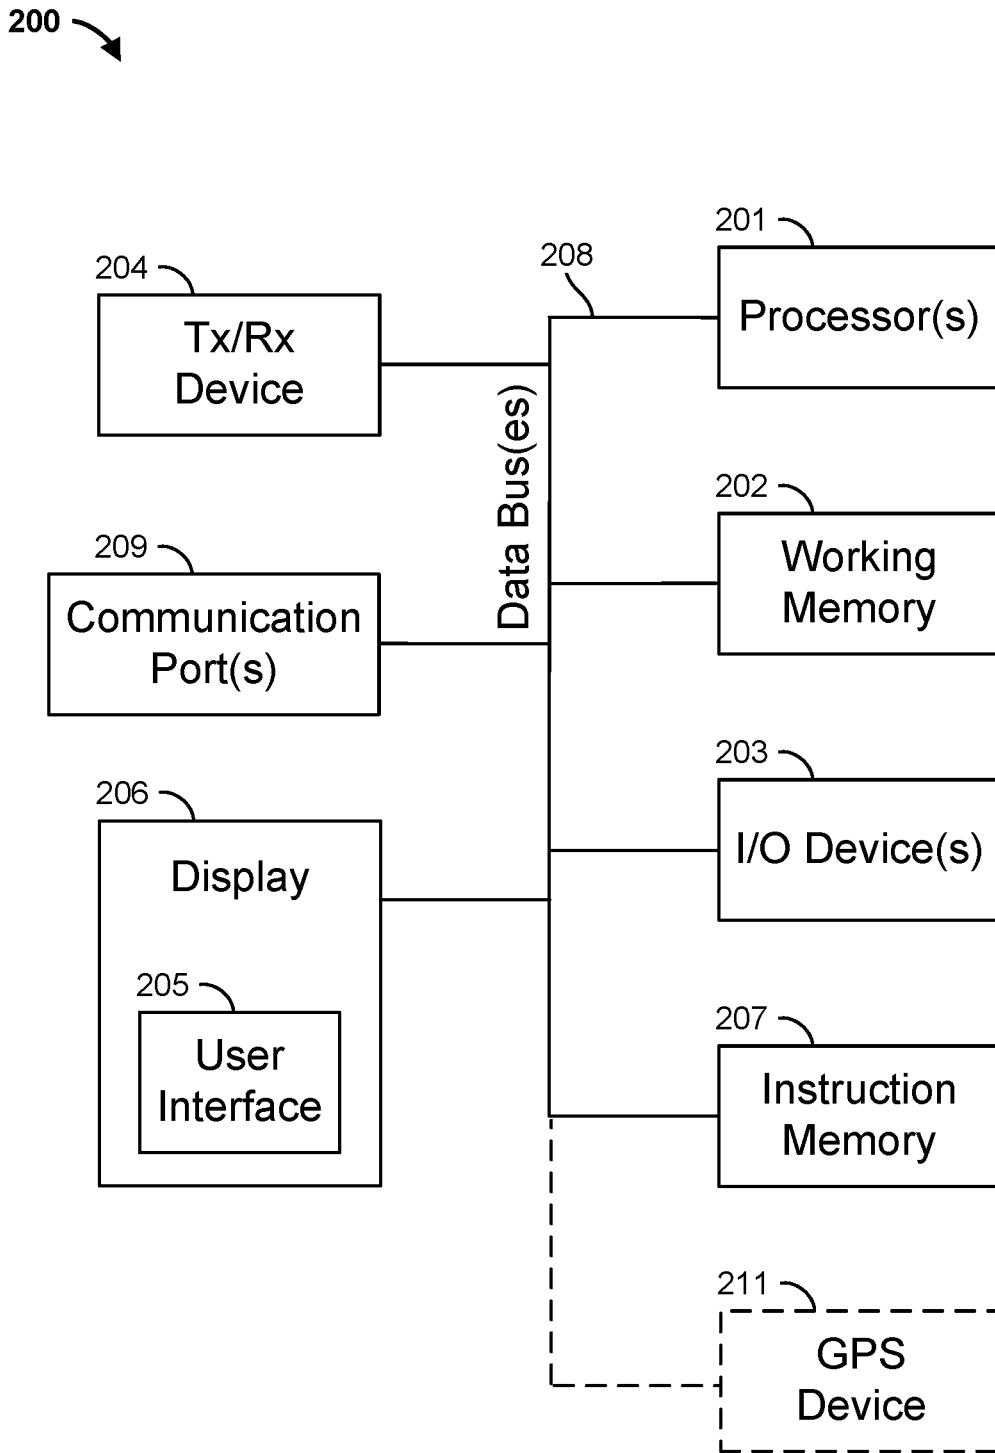 200
204
Tx/Rx
Device
209
Communication
Port(s)
206
Display
205
User
Interface
208
Data Bus(es)
201
Processor(s)
202
Working
Memory
203
I/O Device(s)
207
Instruction
Memory
211
GPS
Device